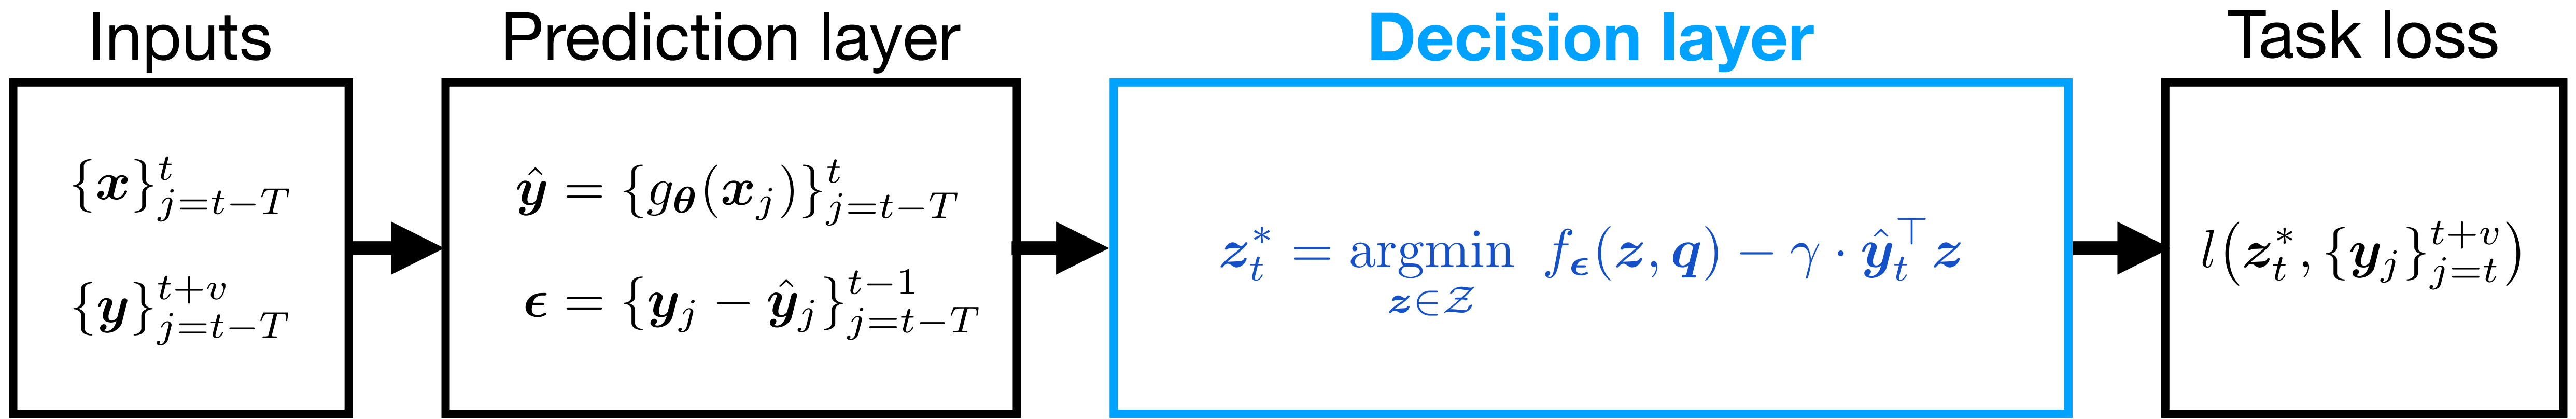 Inputs
{𝒙}ᵗ_{j=t−T}
{𝒚}^{t+v}_{j=t−T}
Prediction layer
ŷ = {g_θ(𝒙_j)}ᵗ_{j=t−T}
ϵ = {𝒚_j − ŷ_j}^{t−1}_{j=t−T}
Decision layer
𝒛*_t = argmin_{𝒛∈𝒵} f_ϵ(𝒛, 𝒒) − γ · ŷ_t^⊤ 𝒛
Task loss
l(𝒛*_t, {𝒚_j}^{t+v}_{j=t})